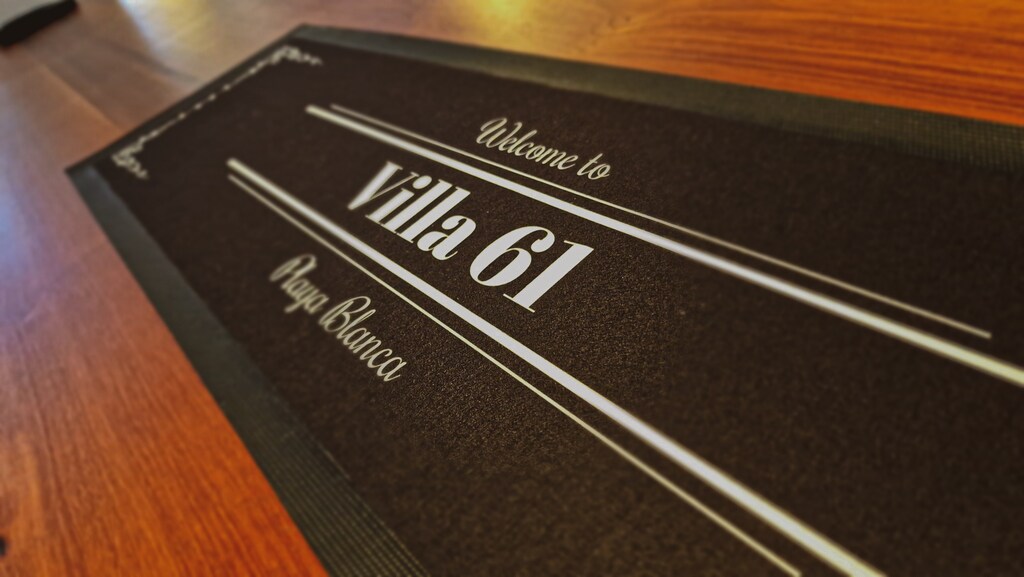 Welcome to
Villa 61
Playa Blanca